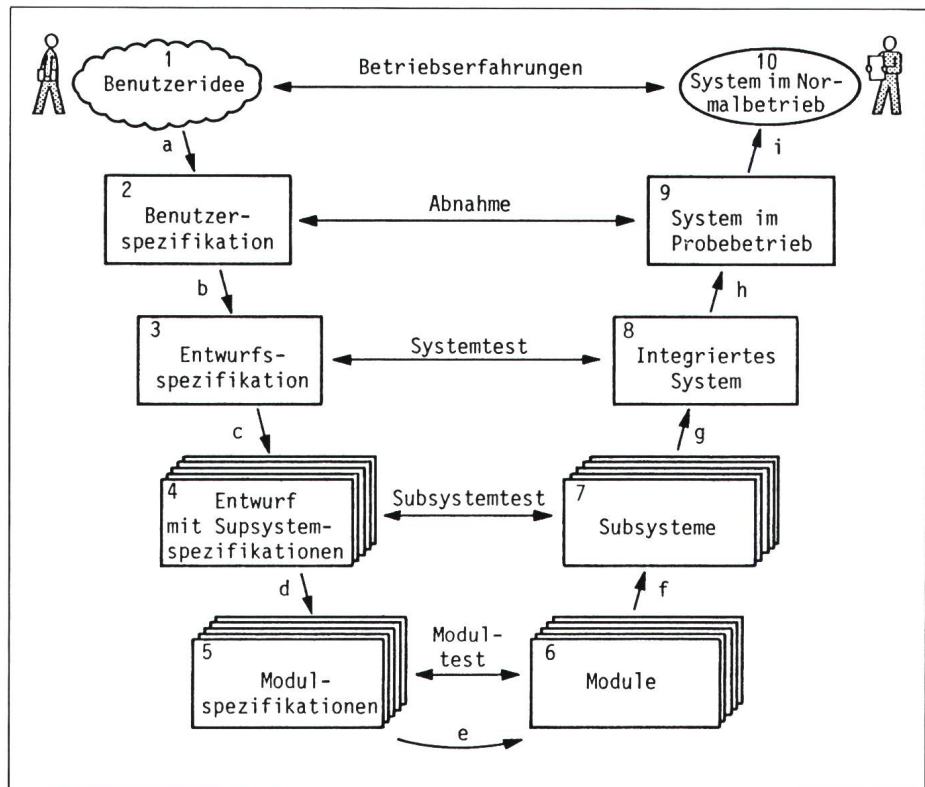 1
Benutzeridee
Betriebserfahrungen
10
System im Nor-
malbetrieb
a
i
2
Benutzer-
spezifikation
Abnahme
9
System im
Probebetrieb
b
h
3
Entwurfs-
spezifikation
Systemtest
8
Integriertes
System
c
g
4
Entwurf
mit Supsystem-
spezifikationen
Subsystemtest
7
Subsysteme
d
f
5
Modul-
spezifikationen
Modul-
test
6
Module
e